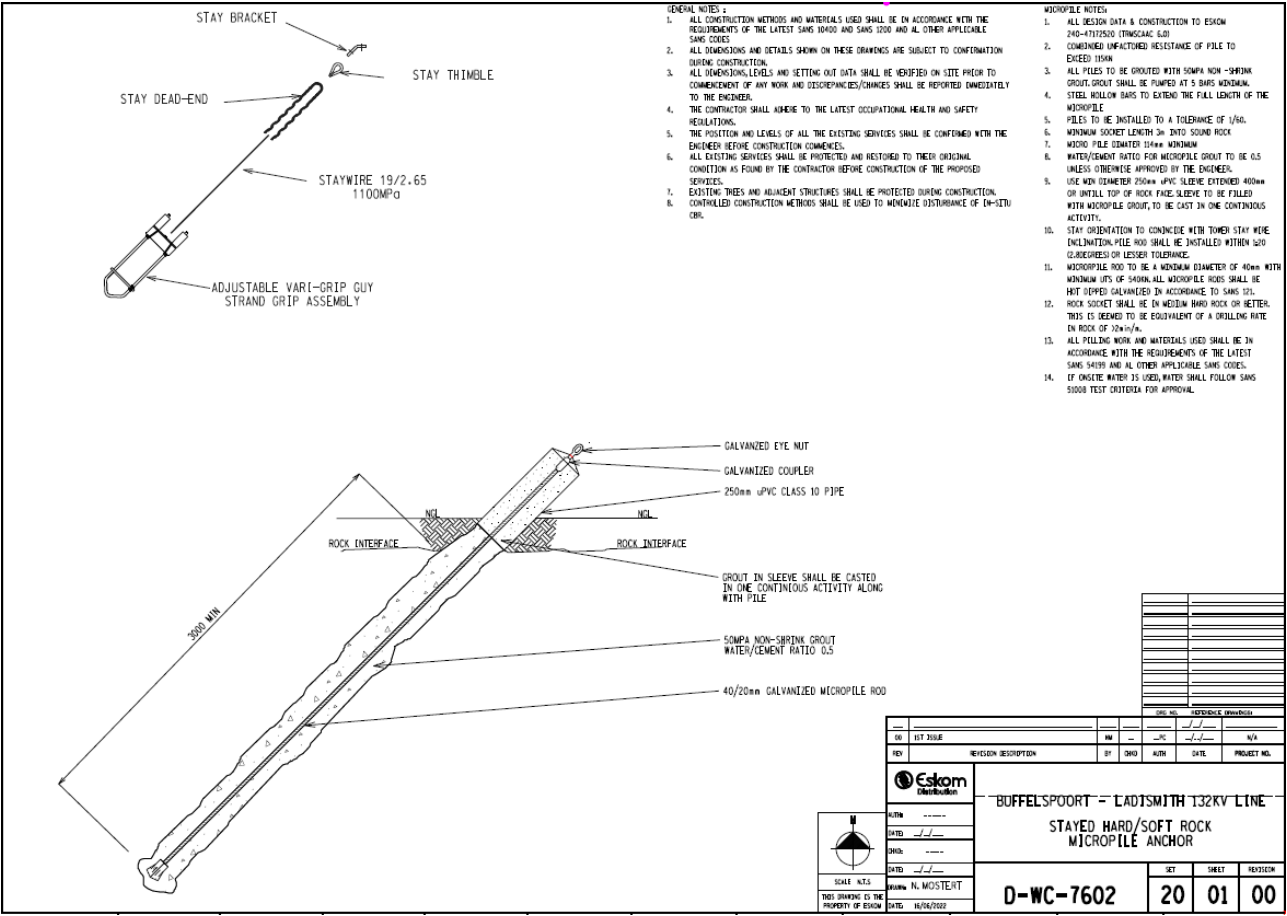 STAY BRACKET
STAY THIMBLE
STAY DEAD-END
STAYWIRE 19/2.65
1100MPa
ADJUSTABLE VARI-GRIP GUY
STRAND GRIP ASSEMBLY
GENERAL NOTES :
1. ALL CONSTRUCTION METHODS AND MATERIALS USED SHALL BE IN ACCORDANCE WITH THE
REQUIREMENTS OF THE LATEST SANS 10400 AND SANS 1200 AND AL OTHER APPLICABLE
SANS CODES
2. ALL DIMENSIONS AND DETAILS SHOWN ON THESE DRAWINGS ARE SUBJECT TO CONFIRMATION
DURING CONSTRUCTION.
3. ALL DIMENSIONS, LEVELS AND SETTING OUT DATA SHALL BE VERIFIED ON SITE PRIOR TO
COMMENCEMENT OF ANY WORK AND DISCREPANCIES/CHANGES SHALL BE REPORTED IMMEDIATELY
TO THE ENGINEER.
4. THE CONTRACTOR SHALL ADHERE TO THE LATEST OCCUPATIONAL HEALTH AND SAFETY
REGULATIONS.
5. THE POSITION AND LEVELS OF ALL THE EXISTING SERVICES SHALL BE CONFIRMED WITH THE
ENGINEER BEFORE CONSTRUCTION COMMENCES.
6. ALL EXISTING SERVICES SHALL BE PROTECTED AND RESTORED TO THEIR ORIGINAL
CONDITION AS FOUND BY THE CONTRACTOR BEFORE CONSTRUCTION OF THE PROPOSED
SERVICES.
7. EXISTING TREES AND ADJACENT STRUCTURES SHALL BE PROTECTED DURING CONSTRUCTION.
8. CONTROLLED CONSTRUCTION METHODS SHALL BE USED TO MINIMIZE DISTURBANCE OF IN-SITU
CBR.
MICROPILE NOTES:
1. ALL DESIGN DATA & CONSTRUCTION TO ESKOM
240-47172520 (TRMSCAAC 6.0)
2. COMBINDED UNFACTORED RESISTANCE OF PILE TO
EXCEED 115KN
3. ALL PILES TO BE GROUTED WITH 50MPA NON -SHRINK
GROUT. GROUT SHALL BE PUMPED AT 5 BARS MINIMUM.
4. STEEL HOLLOW BARS TO EXTEND THE FULL LENGTH OF THE
MICROPILE
5. PILES TO BE INSTALLED TO A TOLERANCE OF 1/60.
6. MINIMUM SOCKET LENGTH 3m INTO SOUND ROCK
7. MICRO PILE DIMATER 114mm MINIMUM
8. WATER/CEMENT RATIO FOR MICROPILE GROUT TO BE 0.5
UNLESS OTHERWISE APPROVED BY THE ENGINEER.
9. USE MIN DIAMETER 250mm uPVC SLEEVE EXTENDED 400mm
OR UNTILL TOP OF ROCK FACE. SLEEVE TO BE FILLED
WITH MICROPILE GROUT, TO BE CAST IN ONE CONTINIOUS
ACTIVITY.
10. STAY ORIENTATION TO CONINCIDE WITH TOWER STAY WIRE
INCLINATION. PILE ROD SHALL BE INSTALLED WITHIN 1:20
(2.8DEGREES) OR LESSER TOLERANCE.
11. MICRORPILE ROD TO BE A MINIMUM DIAMETER OF 40mm WITH
MINIMUM UTS OF 540KN. ALL MICROPILE RODS SHALL BE
HOT DIPPED GALVANIZED IN ACCORDANCE TO SANS 121.
12. ROCK SOCKET SHALL BE IN MEDIUM HARD ROCK OR BETTER.
THIS IS DEEMED TO BE EQUIVALENT OF A DRILLING RATE
IN ROCK OF >2min/m.
13. ALL PILLING WORK AND MATERIALS USED SHALL BE IN
ACCORDANCE WITH THE REQUIREMENTS OF THE LATEST
SANS 54199 AND AL OTHER APPLICABLE SANS CODES.
14. IF ONSITE WATER IS USED, WATER SHALL FOLLOW SANS
51008 TEST CRITERIA FOR APPROVAL.
GALVANZED EYE NUT
GALVANIZED COUPLER
250mm uPVC CLASS 10 PIPE
NGL
NGL
ROCK INTERFACE
ROCK INTERFACE
GROUT IN SLEEVE SHALL BE CASTED
IN ONE CONTINIOUS ACTIVITY ALONG
WITH PILE
3000 MIN
50MPA NON-SHRINK GROUT
WATER/CEMENT RATIO 0.5
40/20mm GALVANIZED MICROPILE ROD
DRG NO. REFERENCE DRAWINGS
00 1ST ISSUE NM _ _PC _/_/__ N/A
REV REVISION DESCRIPTION BY CHKD AUTH DATE PROJECT NO.
Eskom
Distribution
AUTH: -----
DATE: _/_/__
CHKD: ----
DATE: _/_/__
DRAWN: N. MOSTERT
DATE: 16/06/2022
BUFFELSPOORT - LADISMITH 132KV LINE
STAYED HARD/SOFT ROCK
MICROPILE ANCHOR
N
SCALE N.T.S
THIS DRAWING IS THE
PROPERTY OF ESKOM
SET SHEET REVISION
D-WC-7602 20 01 00